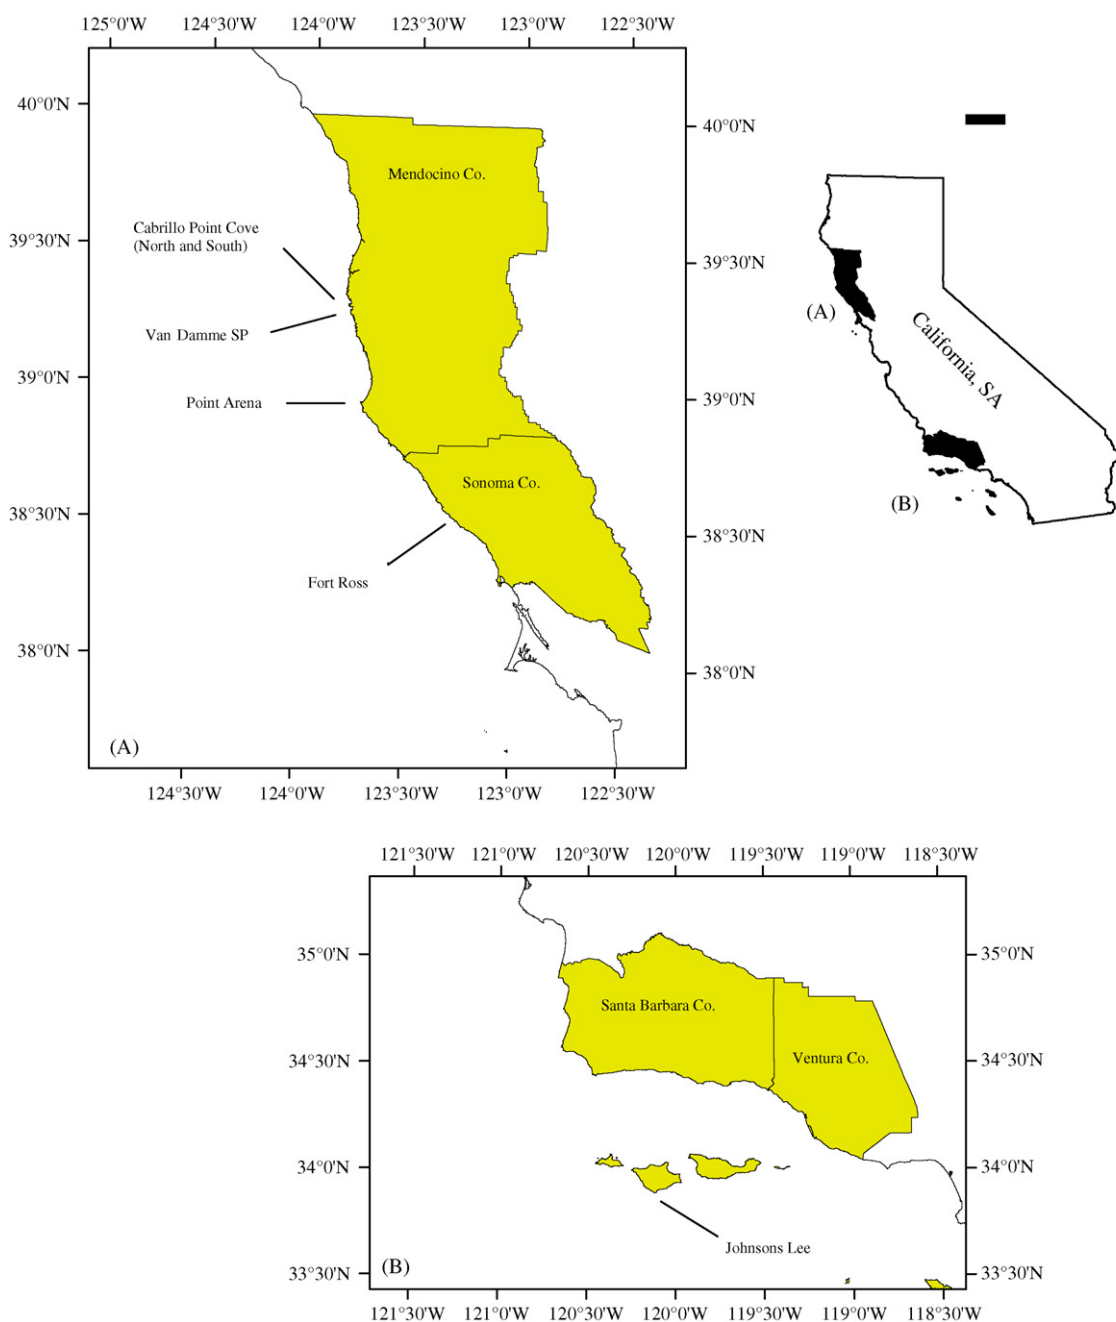 125°0'W 124°30'W 124°0'W 123°30'W 123°0'W 122°30'W
40°0'N
40°0'N
Mendocino Co.
Cabrillo Point Cove
(North and South)
39°30'N
39°30'N
(A)
California, SA
Van Damme SP
39°0'N
39°0'N
Point Arena
Sonoma Co.
(B)
38°30'N
38°30'N
Fort Ross
38°0'N
38°0'N
(A)
124°30'W 124°0'W 123°30'W 123°0'W 122°30'W
121°30'W 121°0'W 120°30'W 120°0'W 119°30'W 119°0'W 118°30'W
35°0'N
35°0'N
Santa Barbara Co.
34°30'N
Ventura Co.
34°30'N
34°0'N
34°0'N
Johnsons Lee
(B)
33°30'N
33°30'N
121°30'W 121°0'W 120°30'W 120°0'W 119°30'W 119°0'W 118°30'W